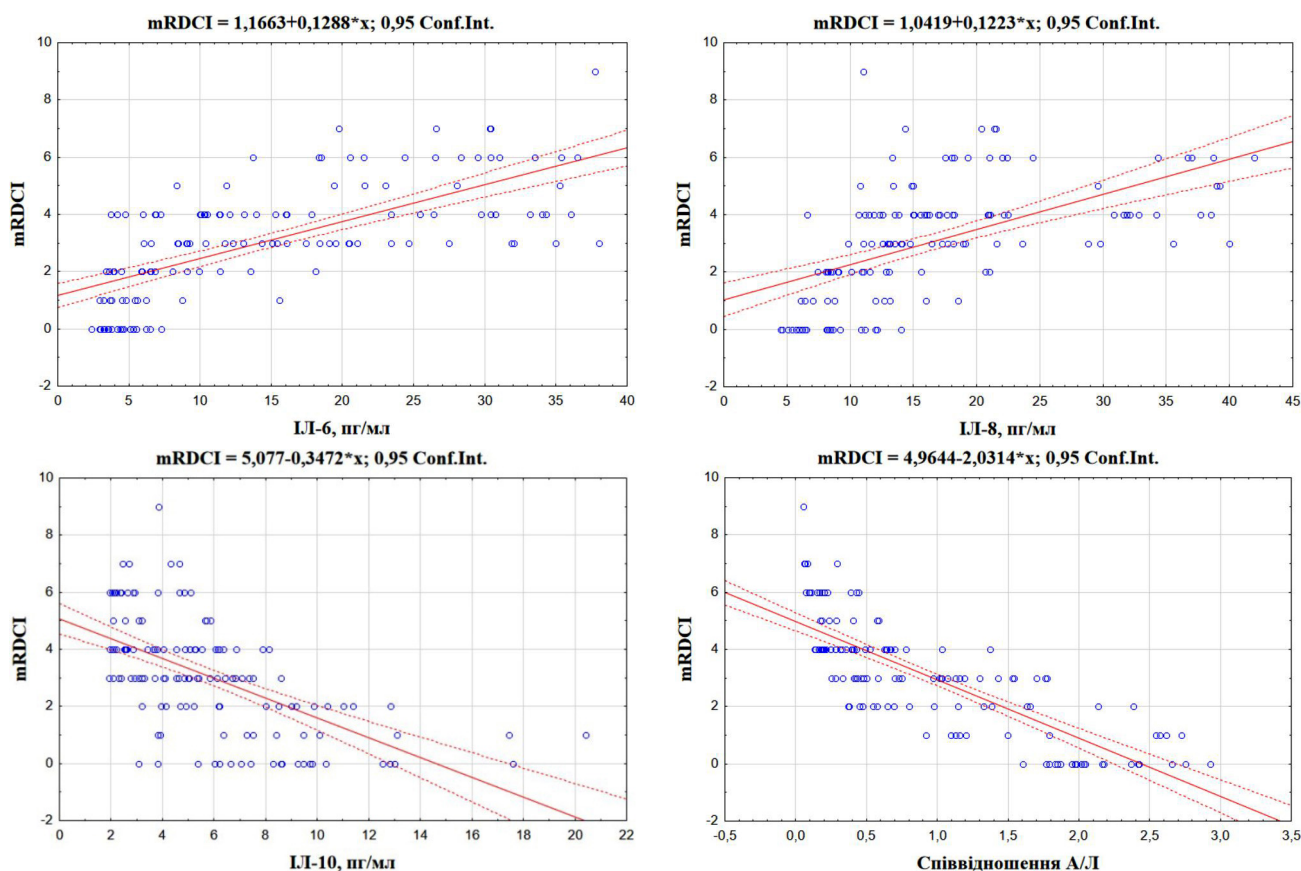 mRDCI = 1,1663+0,1288*x; 0,95 Conf.Int.
10
8
6
4
2
0
-2
mRDCI
0 5 10 15 20 25 30 35 40
ІЛ-6, пг/мл
mRDCI = 1,0419+0,1223*x; 0,95 Conf.Int.
10
8
6
4
2
0
-2
mRDCI
0 5 10 15 20 25 30 35 40 45
ІЛ-8, пг/мл
mRDCI = 5,077-0,3472*x; 0,95 Conf.Int.
10
8
6
4
2
0
-2
mRDCI
0 2 4 6 8 10 12 14 16 18 20 22
ІЛ-10, пг/мл
mRDCI = 4,9644-2,0314*x; 0,95 Conf.Int.
10
8
6
4
2
0
-2
mRDCI
-0,5 0,0 0,5 1,0 1,5 2,0 2,5 3,0 3,5
Співвідношення А/Л